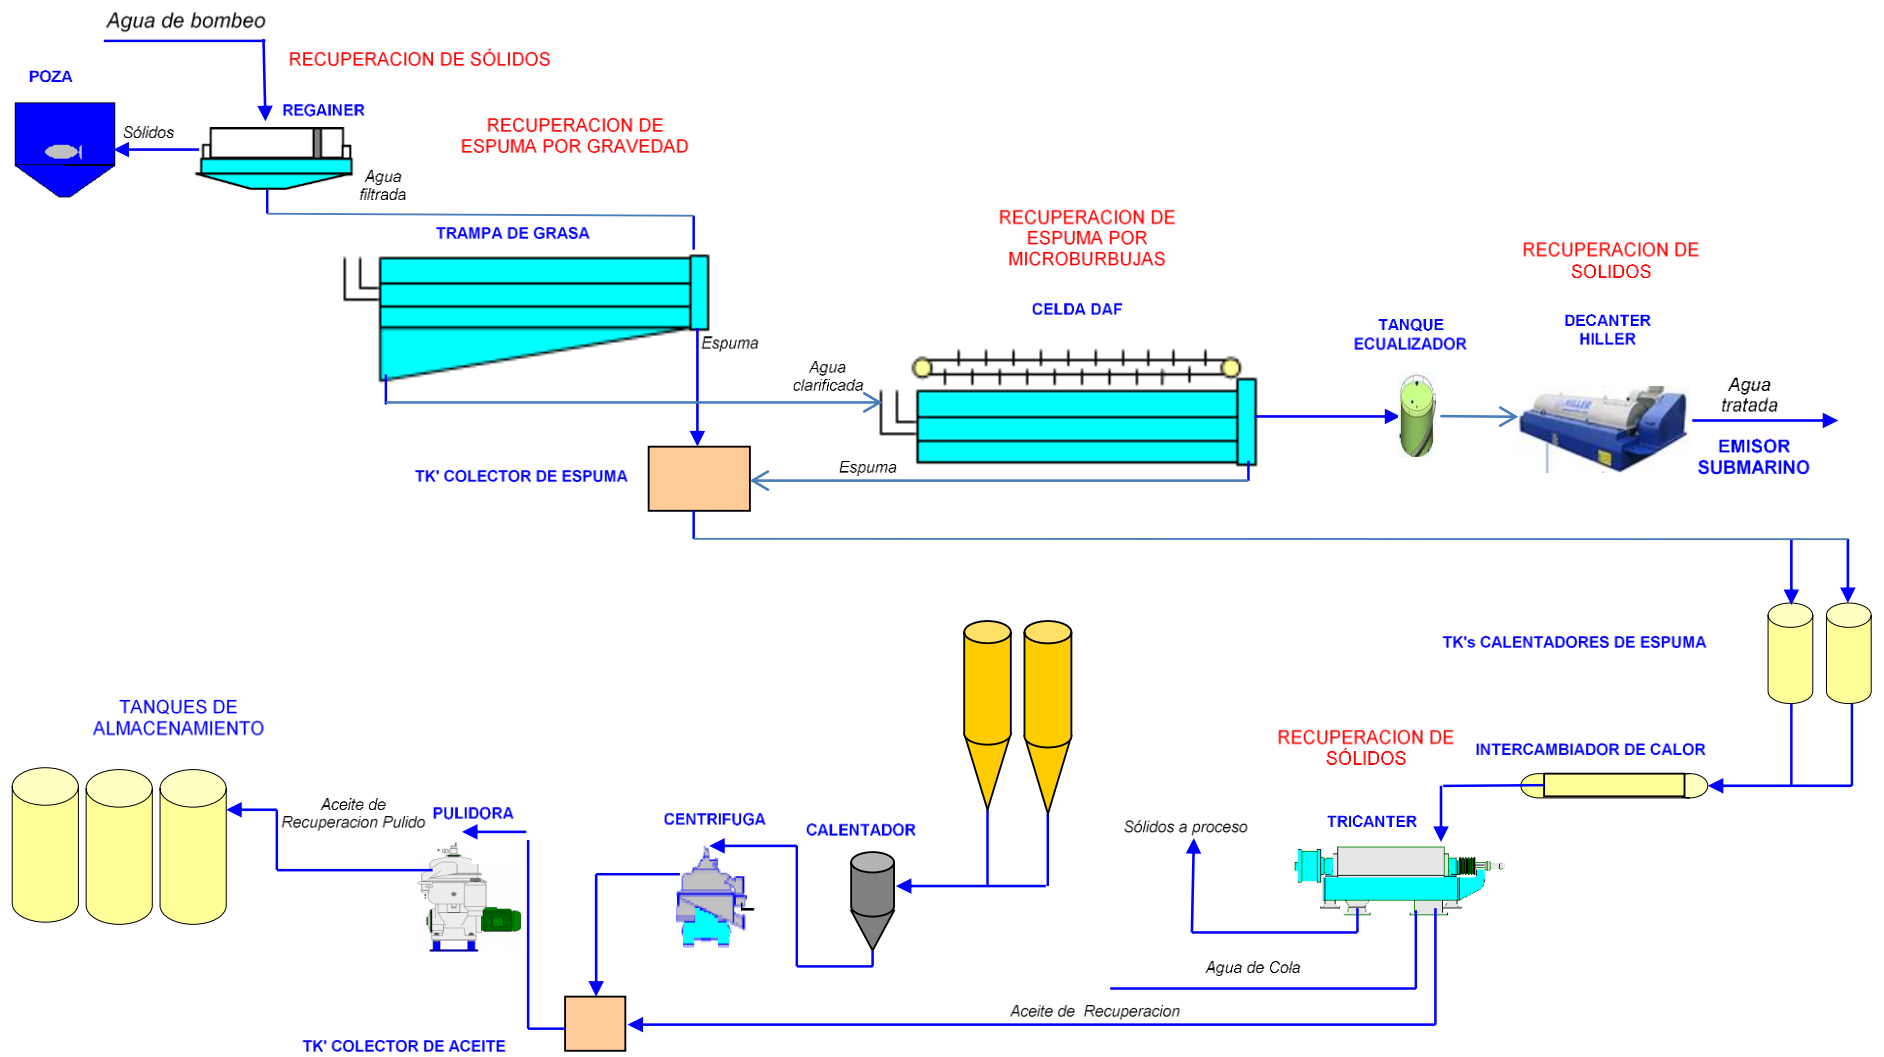 Agua de bombeo
RECUPERACION DE SÓLIDOS
POZA
REGAINER
Sólidos
RECUPERACION DE
ESPUMA POR GRAVEDAD
Agua
filtrada
TRAMPA DE GRASA
RECUPERACION DE
ESPUMA POR
MICROBURBUJAS
RECUPERACION DE
SOLIDOS
CELDA DAF
TANQUE
ECUALIZADOR
DECANTER
HILLER
Espuma
Agua
clarificada
HILLER
Agua
tratada
EMISOR
SUBMARINO
TK' COLECTOR DE ESPUMA
Espuma
TK's CALENTADORES DE ESPUMA
TANQUES DE
ALMACENAMIENTO
RECUPERACION DE
SÓLIDOS
INTERCAMBIADOR DE CALOR
Aceite de
Recuperacion Pulido
PULIDORA
CENTRIFUGA
CALENTADOR
Sólidos a proceso
TRICANTER
Agua de Cola
Aceite de Recuperacion
TK' COLECTOR DE ACEITE